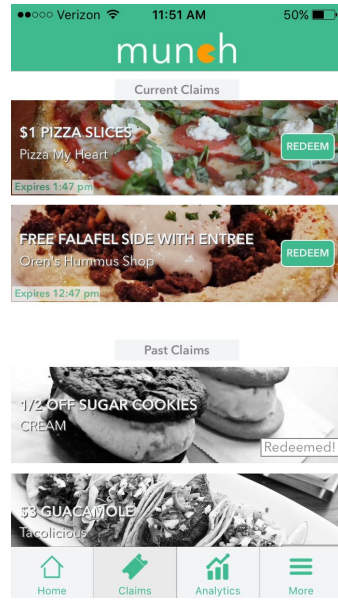 Verizon 11:51 AM 50%
munch
Current Claims
$1 PIZZA SLICES
Pizza My Heart
REDEEM
Expires 1:47 pm
FREE FALAFEL SIDE WITH ENTREE
Oren's Hummus Shop
REDEEM
Expires 12:47 pm
Past Claims
1/2 OFF SUGAR COOKIES
CREAM
Redeemed!
$3 GUACAMOLE
Tacolicious
Home Claims Analytics More